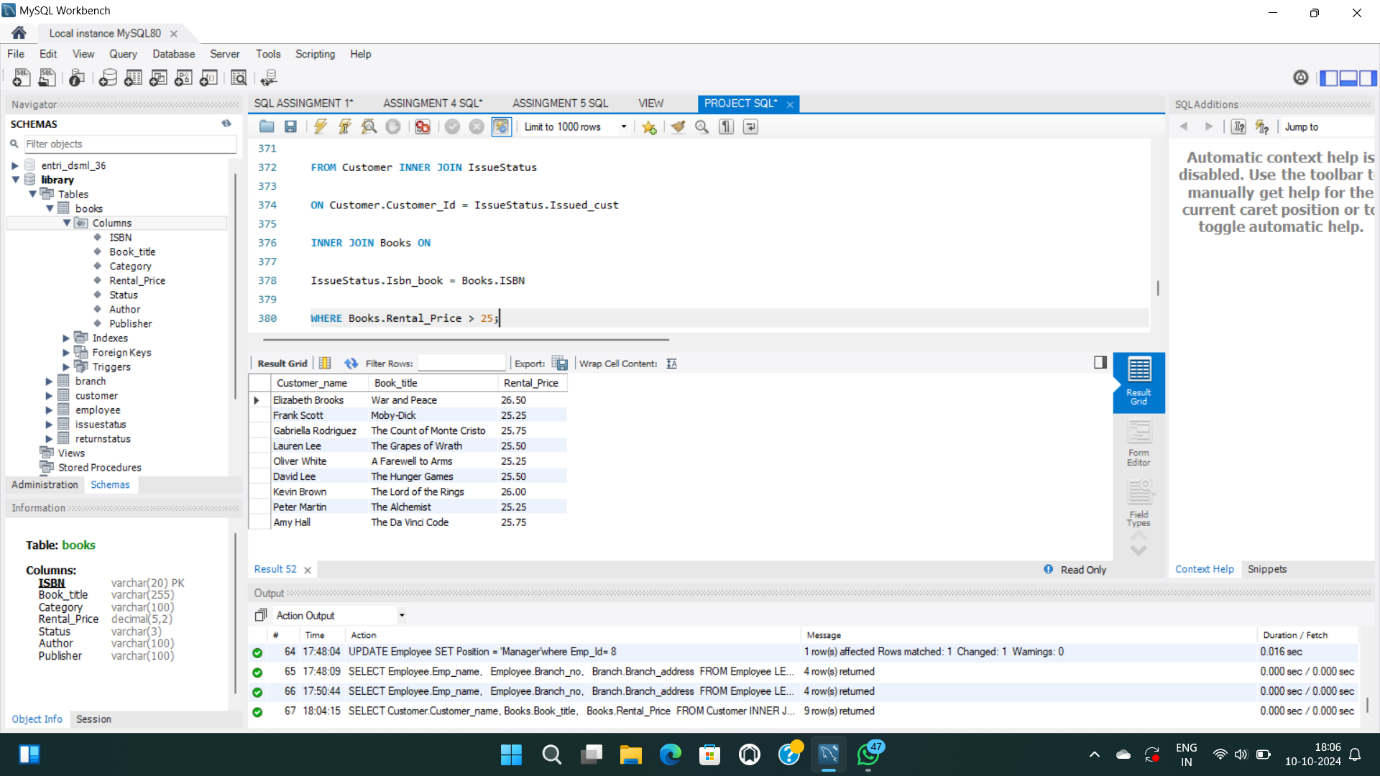 MySQL Workbench
Local instance MySQL80
File Edit View Query Database Server Tools Scripting Help
Navigator
SCHEMAS
Filter objects
entri_dsml_36
library
Tables
books
Columns
ISBN
Book_title
Category
Rental_Price
Status
Author
Publisher
Indexes
Foreign Keys
Triggers
branch
customer
employee
issuestatus
returnstatus
Views
Stored Procedures
Administration Schemas
Information
Table: books
Columns:
ISBN varchar(20) PK
Book_title varchar(255)
Category varchar(100)
Rental_Price decimal(5,2)
Status varchar(3)
Author varchar(100)
Publisher varchar(100)
Object Info Session
SQL ASSINGMENT 1* ASSINGMENT 4 SQL* ASSINGMENT 5 SQL VIEW PROJECT SQL*
Limit to 1000 rows
371
372 FROM Customer INNER JOIN IssueStatus
373
374 ON Customer.Customer_Id = IssueStatus.Issued_cust
375
376 INNER JOIN Books ON
377
378 IssueStatus.Isbn_book = Books.ISBN
379
380 WHERE Books.Rental_Price > 25;
Result Grid Filter Rows: Export: Wrap Cell Content:
Customer_name Book_title Rental_Price
Elizabeth Brooks War and Peace 26.50
Frank Scott Moby-Dick 25.25
Gabriella Rodriguez The Count of Monte Cristo 25.75
Lauren Lee The Grapes of Wrath 25.50
Oliver White A Farewell to Arms 25.25
David Lee The Hunger Games 25.50
Kevin Brown The Lord of the Rings 26.00
Peter Martin The Alchemist 25.25
Amy Hall The Da Vinci Code 25.75
Result Grid
Form Editor
Field Types
Result 52
Read Only
Output
Action Output
# Time Action Message Duration / Fetch
64 17:48:04 UPDATE Employee SET Position = 'Manager'where Emp_Id= 8 1 row(s) affected Rows matched: 1 Changed: 1 Warnings: 0 0.016 sec
65 17:48:09 SELECT Employee.Emp_name, Employee.Branch_no, Branch.Branch_address FROM Employee LE... 4 row(s) returned 0.000 sec / 0.000 sec
66 17:50:44 SELECT Employee.Emp_name, Employee.Branch_no, Branch.Branch_address FROM Employee LE... 4 row(s) returned 0.000 sec / 0.000 sec
67 18:04:15 SELECT Customer.Customer_name, Books.Book_title, Books.Rental_Price FROM Customer INNER J... 9 row(s) returned 0.000 sec / 0.000 sec
SQLAdditions
Jump to
Automatic context help is
disabled. Use the toolbar t
manually get help for the
current caret position or to
toggle automatic help.
Context Help Snippets
47
ENG
IN
18:06
10-10-2024